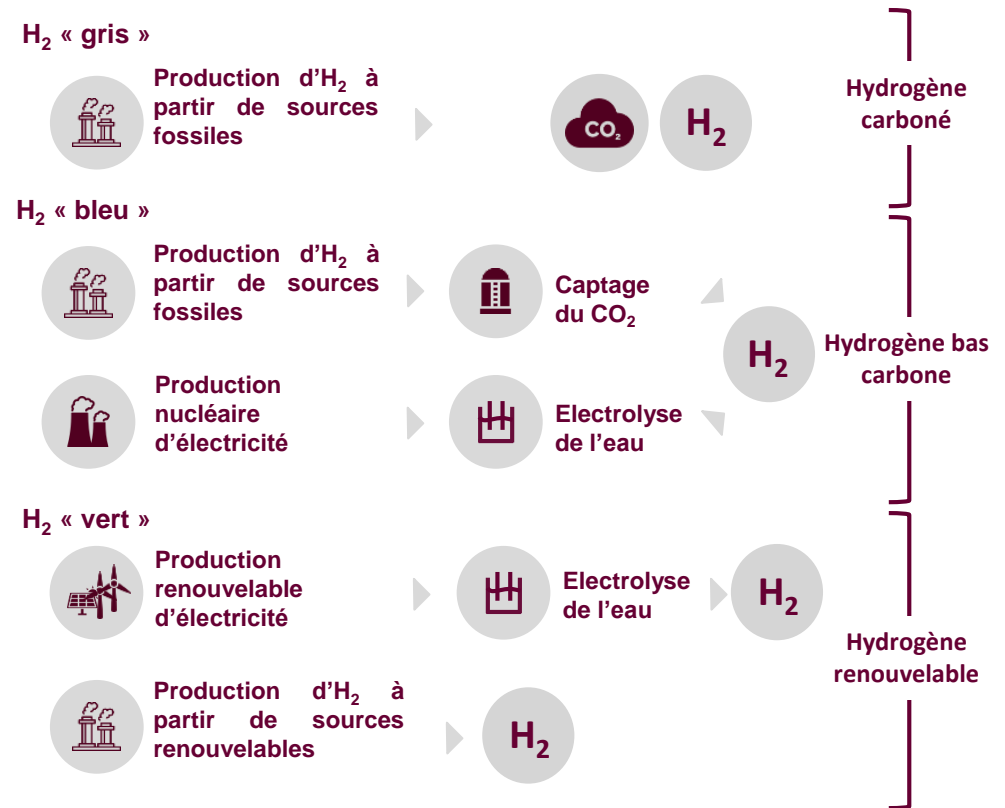 H₂ « gris »
Production d'H₂ à
partir de sources
fossiles
CO₂
H₂
Hydrogène
carboné
H₂ « bleu »
Production d'H₂ à
partir de sources
fossiles
Captage
du CO₂
Production
nucléaire
d'électricité
Electrolyse
de l'eau
H₂
Hydrogène bas
carbone
H₂ « vert »
Production
renouvelable
d'électricité
Electrolyse
de l'eau
H₂
Production d'H₂ à
partir de sources
renouvelables
H₂
Hydrogène
renouvelable